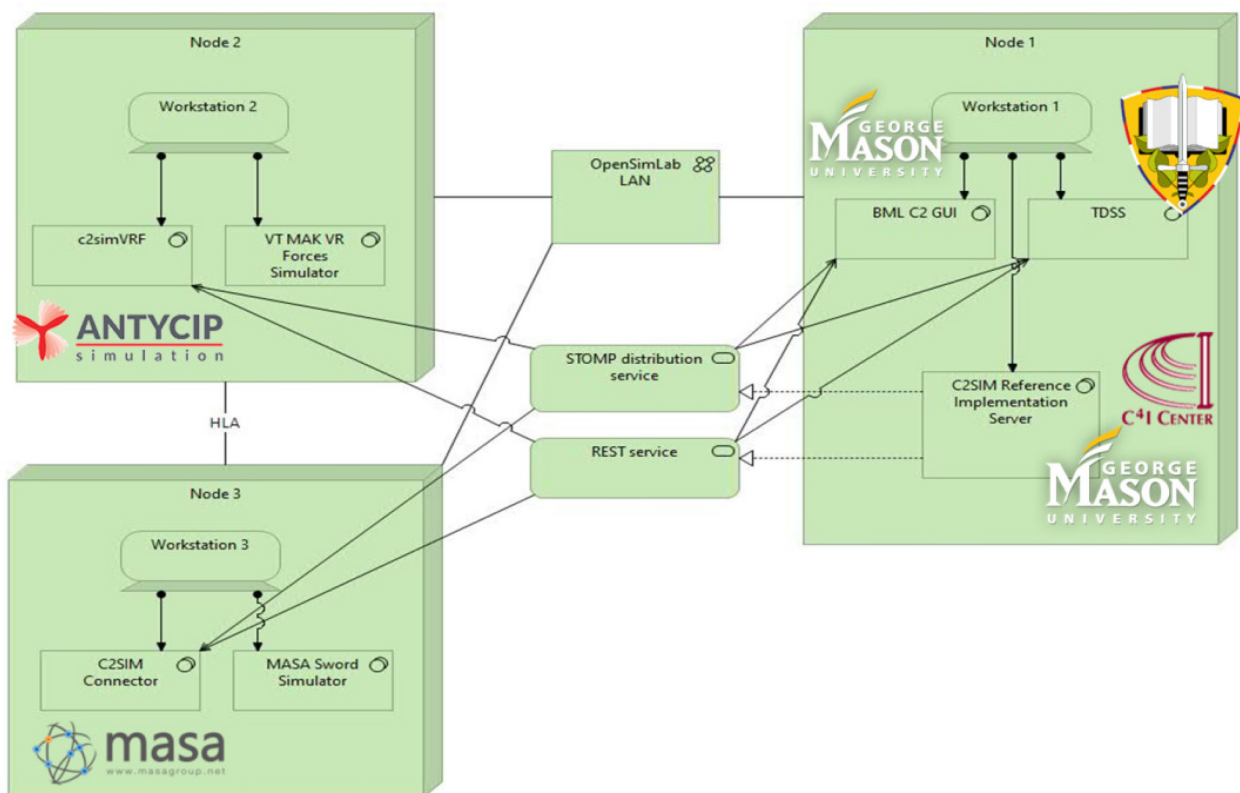 Node 2
Workstation 2
c2simVRF
VT MAK VR
Forces
Simulator
ANTYCIP
simulation
HLA
Node 3
Workstation 3
C2SIM
Connector
MASA Sword
Simulator
masa
www.masagroup.net
OpenSimLab
LAN
STOMP distribution
service
REST service
Node 1
Workstation 1
GEORGE
MASON
UNIVERSITY
BML C2 GUI
TDSS
C2SIM Reference
Implementation
Server
C⁴I CENTER
GEORGE
MASON
UNIVERSITY